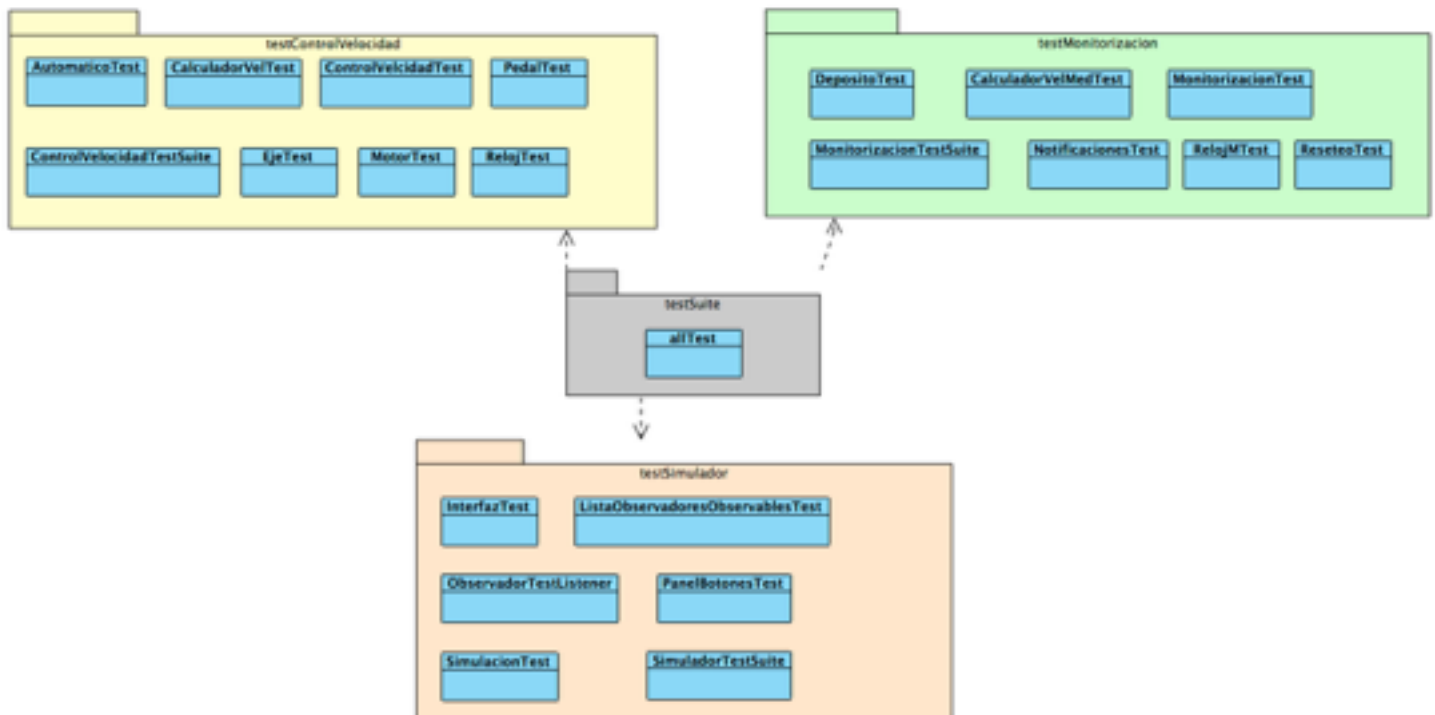 testControlVelocidad
AutomaticoTest CalculadorVelTest ControlVelcidadTest PedalTest
ControlVelocidadTestSuite EjeTest MotorTest RelojTest
testMonitorizacion
DepositoTest CalculadorVelMedTest MonitorizacionTest
MonitorizacionTestSuite NotificacionesTest RelojMTest ReseteoTest
testSuite
allTest
testSimulador
InterfazTest ListaObservadoresObservablesTest
ObservadorTestListener PanelBotonesTest
SimulacionTest SimuladorTestSuite